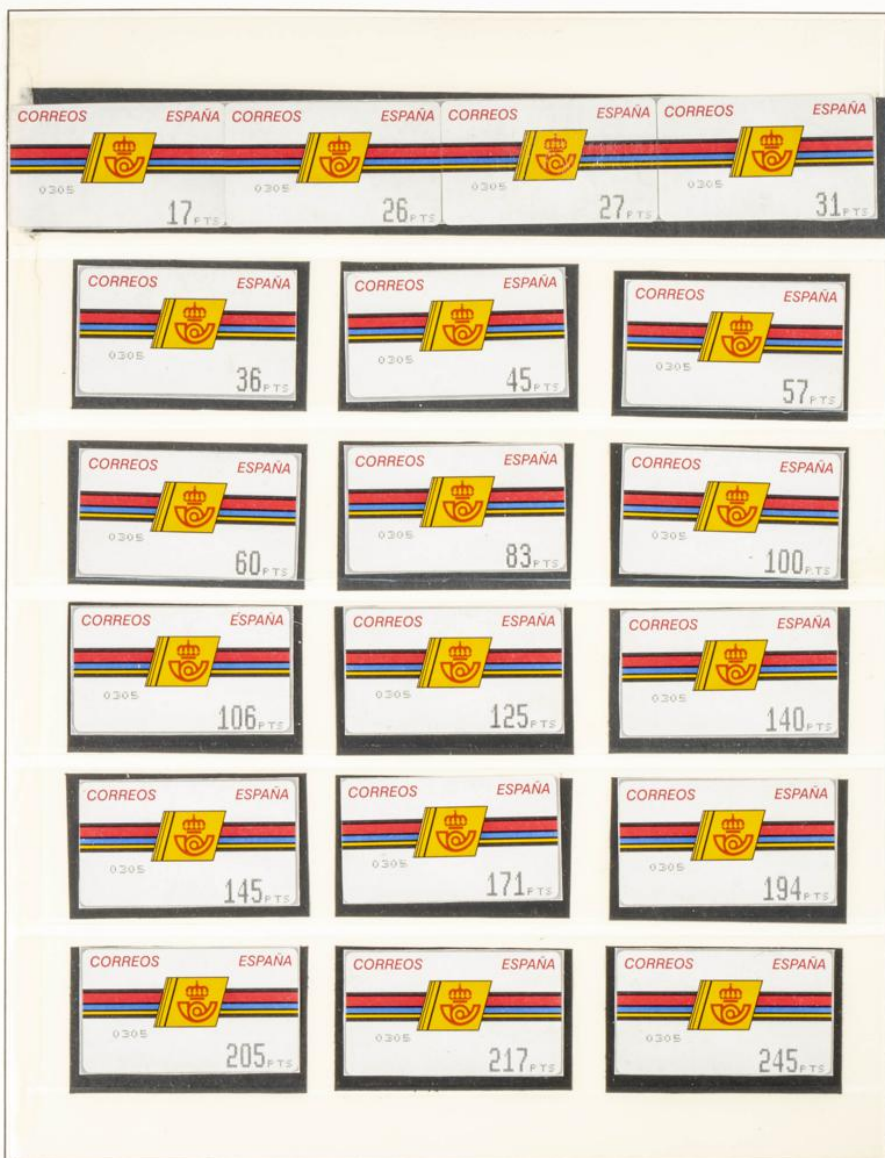 CORREOS ESPAÑA CORREOS ESPAÑA CORREOS ESPAÑA CORREOS ESPAÑA
0305 0305 0305 0305
17PTS 26PTS 27PTS 31PTS
CORREOS ESPAÑA CORREOS ESPAÑA CORREOS ESPAÑA
0305 0305 0305
36PTS 45PTS 57PTS
CORREOS ESPAÑA CORREOS ESPAÑA CORREOS ESPAÑA
0305 0305 0305
60PTS 83PTS 100PTS
CORREOS ESPAÑA CORREOS ESPAÑA CORREOS ESPAÑA
0305 0305 0305
106PTS 125PTS 140PTS
CORREOS ESPAÑA CORREOS ESPAÑA CORREOS ESPAÑA
0305 0305 0305
145PTS 171PTS 194PTS
CORREOS ESPAÑA CORREOS ESPAÑA CORREOS ESPAÑA
0305 0305 0305
205PTS 217PTS 245PTS